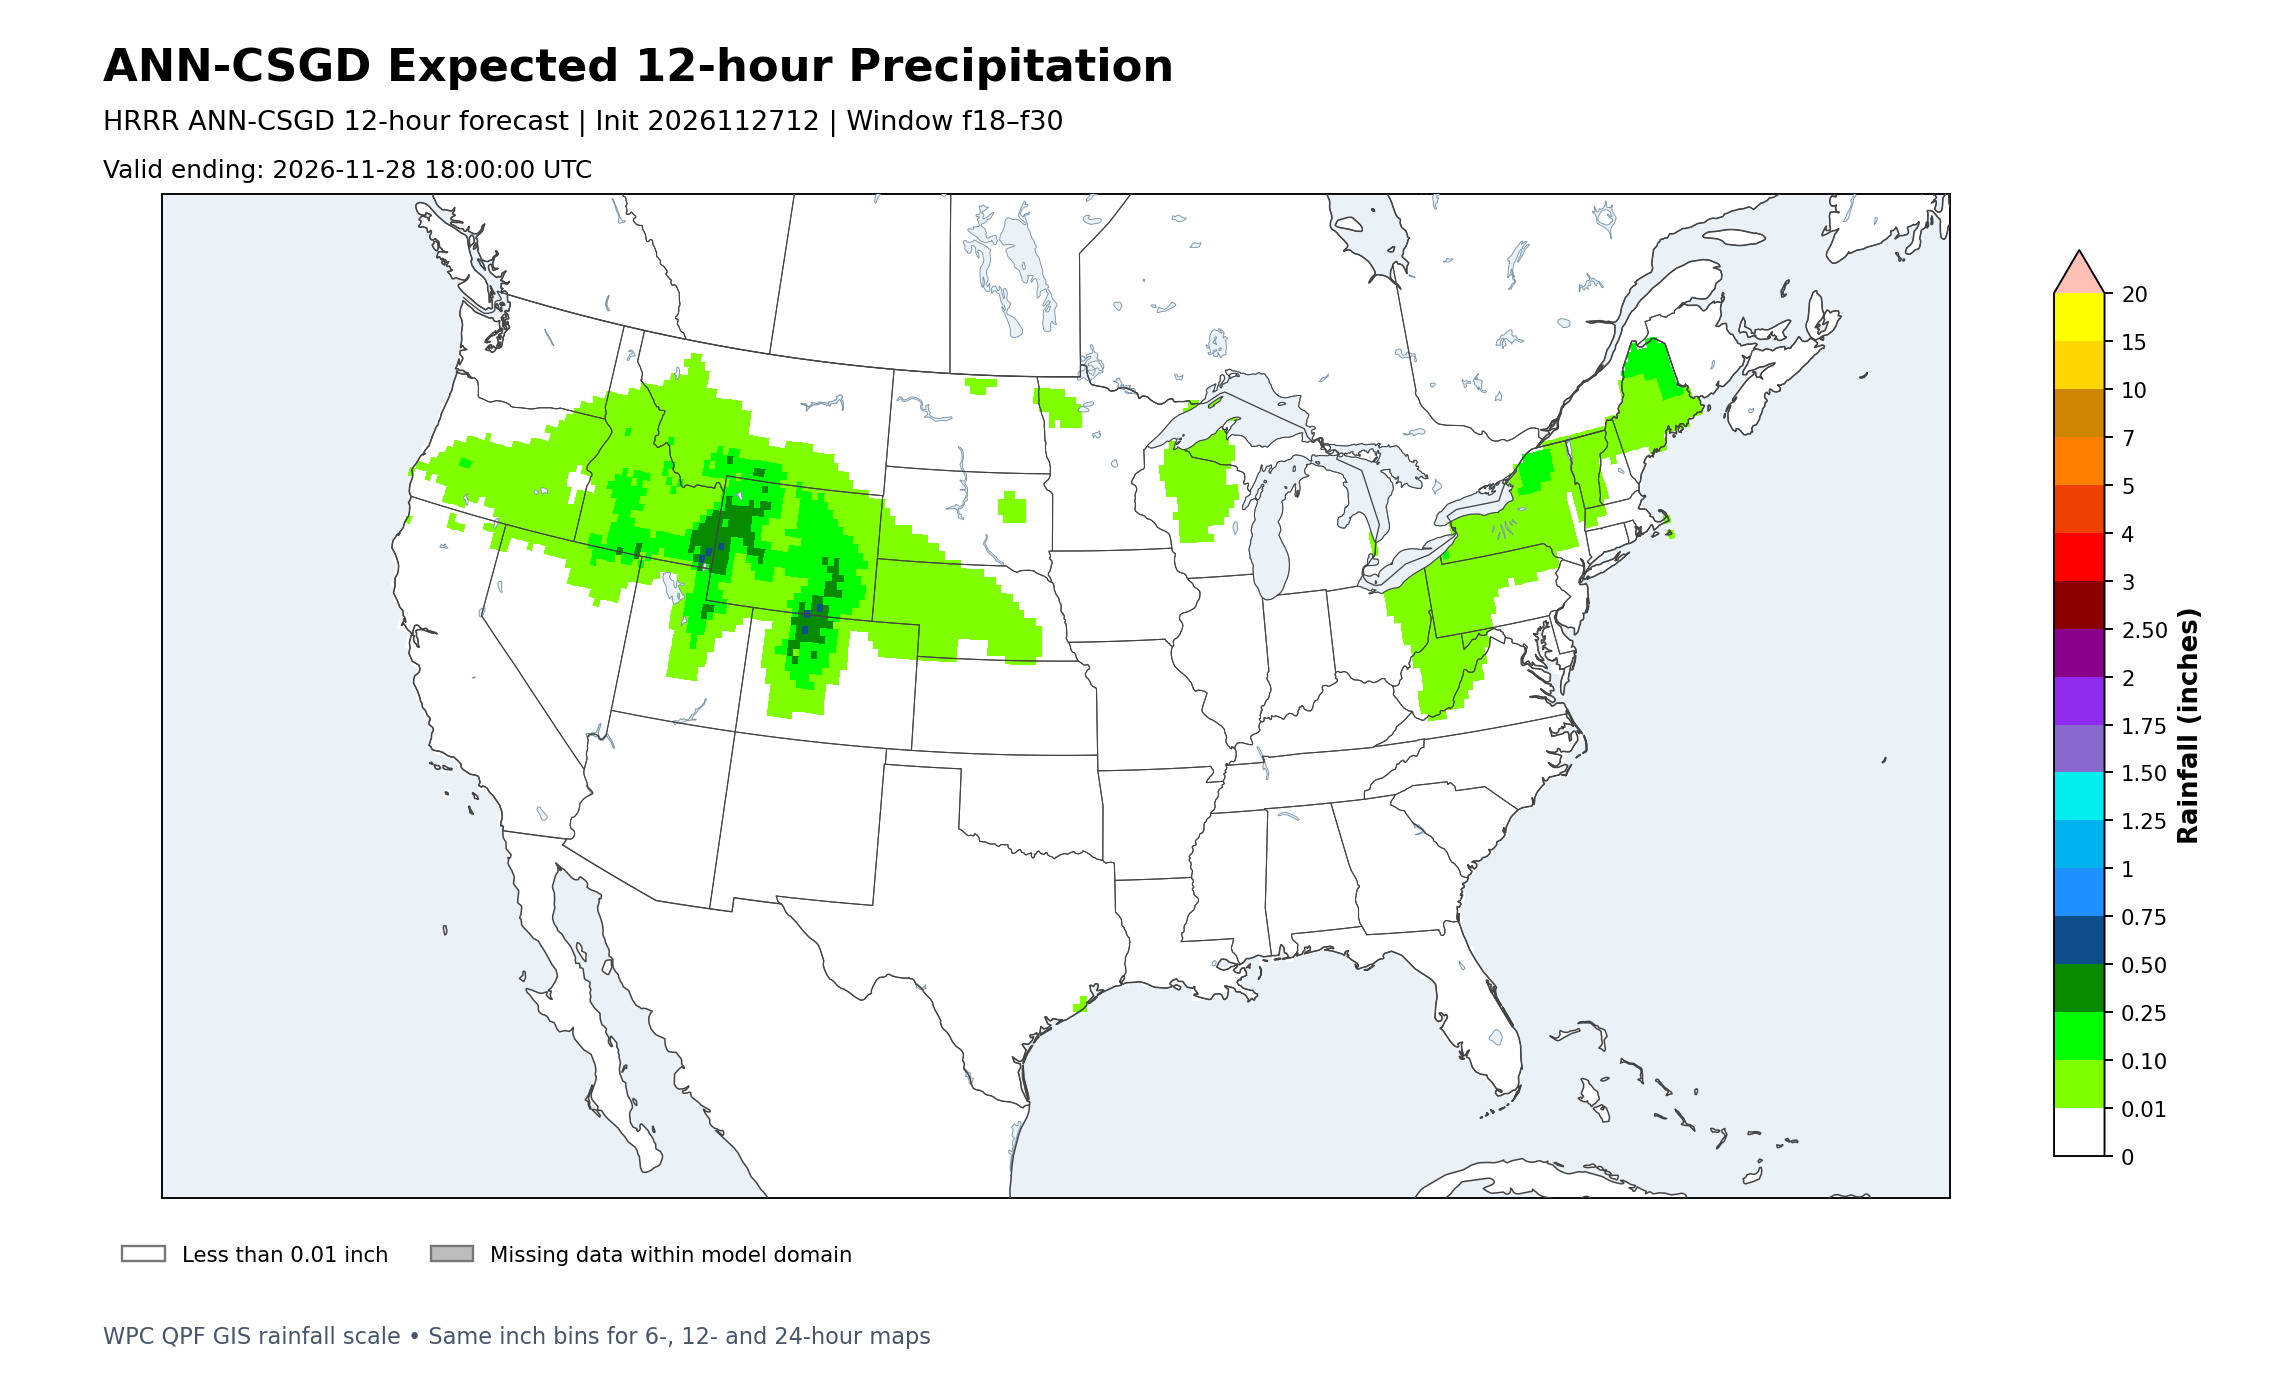 ANN-CSGD Expected 12-hour Precipitation
HRRR ANN-CSGD 12-hour forecast | Init 2026112712 | Window f18–f30
Valid ending: 2026-11-28 18:00:00 UTC
20
15
10
7
5
4
3
2.50
2
1.75
1.50
1.25
1
0.75
0.50
0.25
0.10
0.01
0
Rainfall (inches)
Less than 0.01 inch
Missing data within model domain
WPC QPF GIS rainfall scale • Same inch bins for 6-, 12- and 24-hour maps